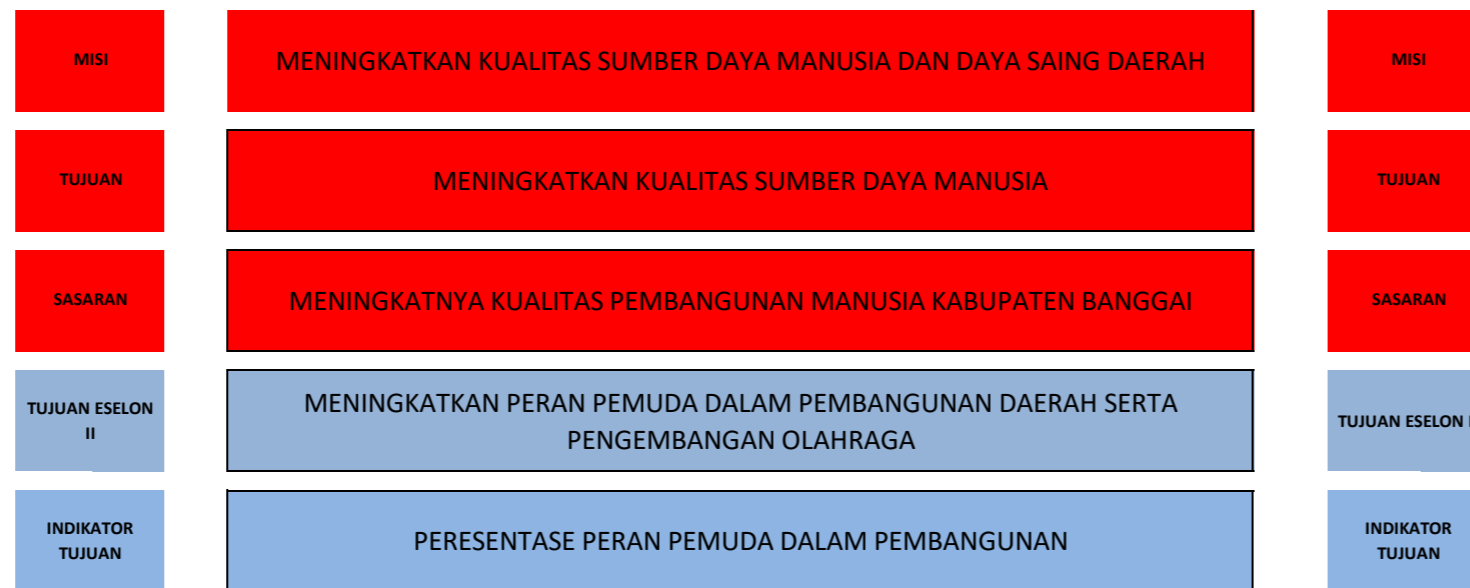 MISI
MENINGKATKAN KUALITAS SUMBER DAYA MANUSIA DAN DAYA SAING DAERAH
MISI
TUJUAN
MENINGKATKAN KUALITAS SUMBER DAYA MANUSIA
TUJUAN
SASARAN
MENINGKATNYA KUALITAS PEMBANGUNAN MANUSIA KABUPATEN BANGGAI
SASARAN
TUJUAN ESELON
II
MENINGKATKAN PERAN PEMUDA DALAM PEMBANGUNAN DAERAH SERTA
PENGEMBANGAN OLAHRAGA
TUJUAN ESELON
INDIKATOR
TUJUAN
PERESENTASE PERAN PEMUDA DALAM PEMBANGUNAN
INDIKATOR
TUJUAN